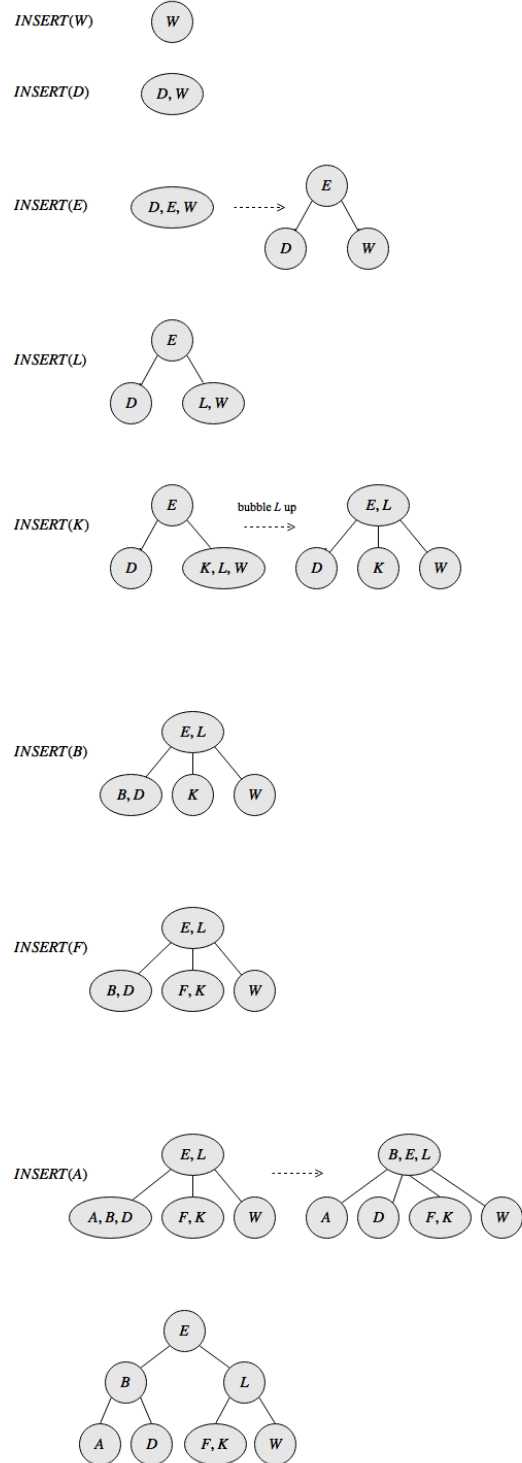 INSERT(W) W
INSERT(D) D, W
E
INSERT(E) D, E, W
D W
E
INSERT(L)
D L, W
bubble L up
E E, L
INSERT(K)
D K, L, W D K W
E, L
INSERT(B)
B, D K W
E, L
INSERT(F)
B, D F, K W
E, L B, E, L
INSERT(A)
A, B, D F, K W A D F, K W
E
B L
A D F, K W